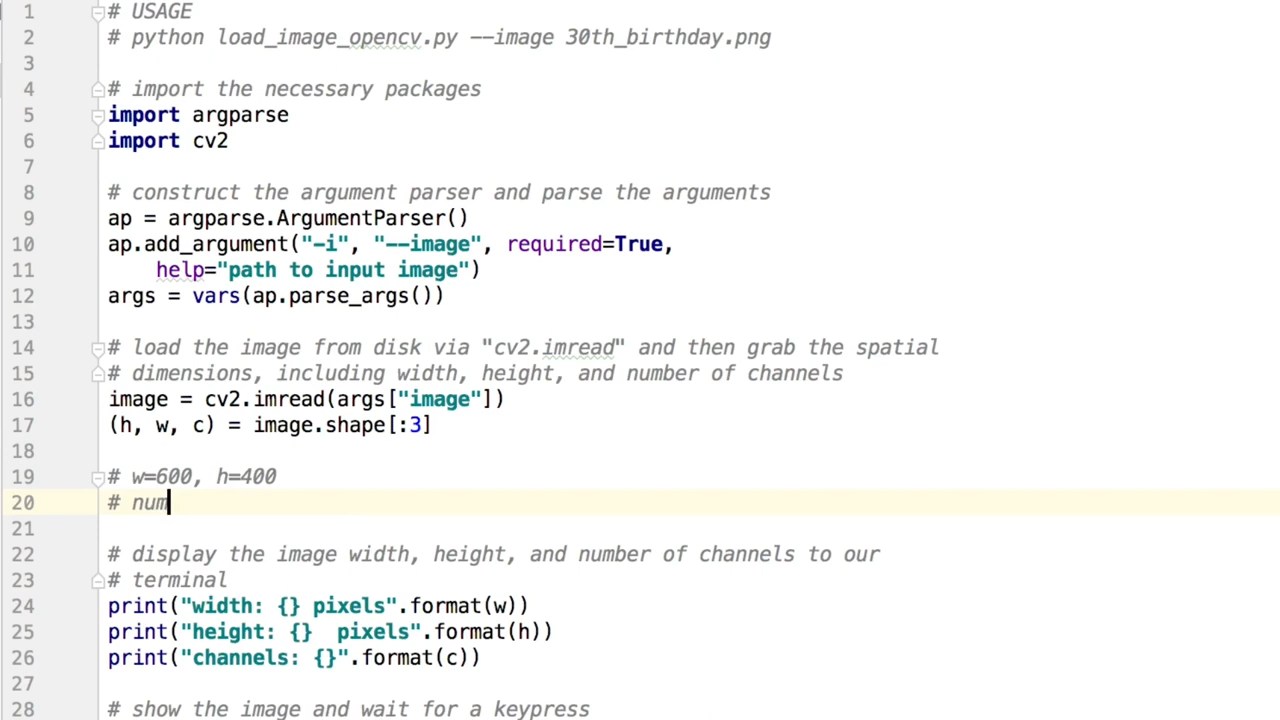 1 # USAGE
2 # python load_image_opencv.py --image 30th_birthday.png
3
4 # import the necessary packages
5 import argparse
6 import cv2
7
8 # construct the argument parser and parse the arguments
9 ap = argparse.ArgumentParser()
10 ap.add_argument("-i", "--image", required=True,
11     help="path to input image")
12 args = vars(ap.parse_args())
13
14 # load the image from disk via "cv2.imread" and then grab the spatial
15 # dimensions, including width, height, and number of channels
16 image = cv2.imread(args["image"])
17 (h, w, c) = image.shape[:3]
18
19 # w=600, h=400
20 # num
21
22 # display the image width, height, and number of channels to our
23 # terminal
24 print("width: {} pixels".format(w))
25 print("height: {}  pixels".format(h))
26 print("channels: {}".format(c))
27
28 # show the image and wait for a keypress